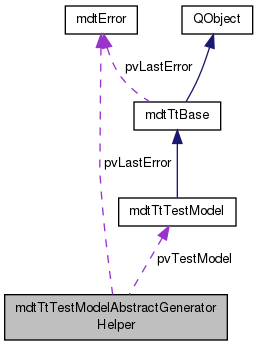 mdtError
QObject
pvLastError
mdtTtBase
pvLastError
mdtTtTestModel
pvTestModel
mdtTtTestModelAbstractGenerator
Helper